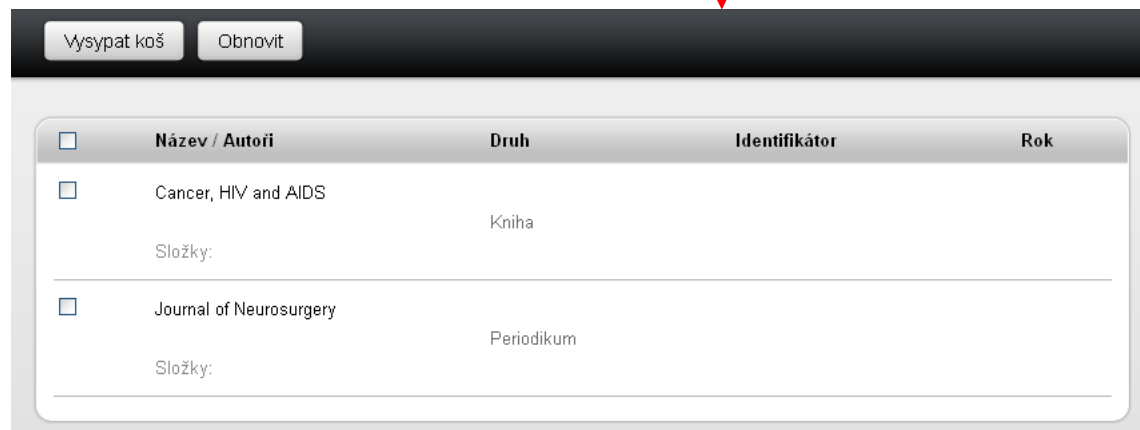 Vysypat koš Obnovit
Název / Autoři Druh Identifikátor Rok
Cancer, HIV and AIDS
Kniha
Složky:
Journal of Neurosurgery
Periodikum
Složky: